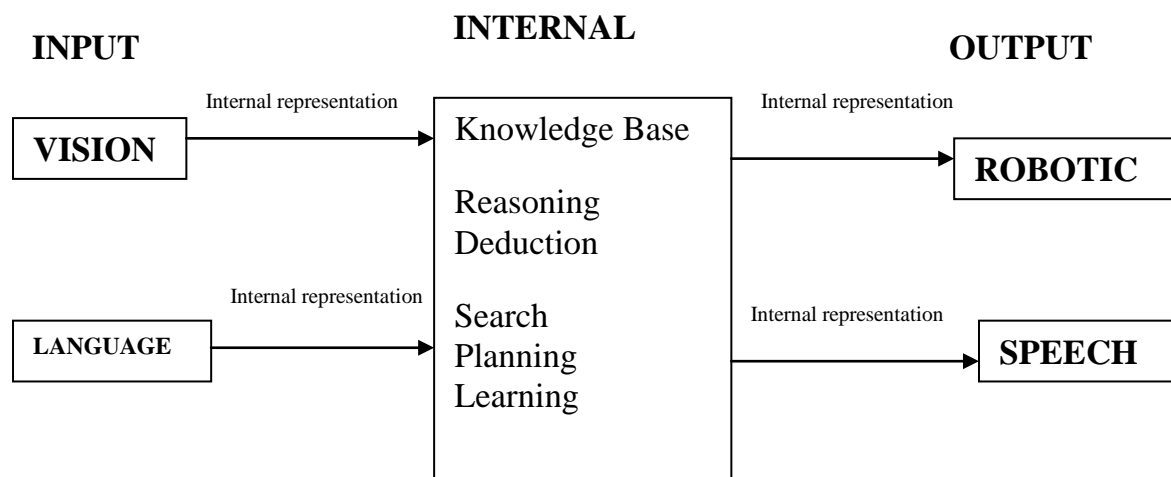 INPUT
INTERNAL
OUTPUT
Internal representation
Internal representation
VISION
Knowledge Base
ROBOTIC
Reasoning
Deduction
Internal representation
Internal representation
LANGUAGE
Search
Planning
Learning
SPEECH